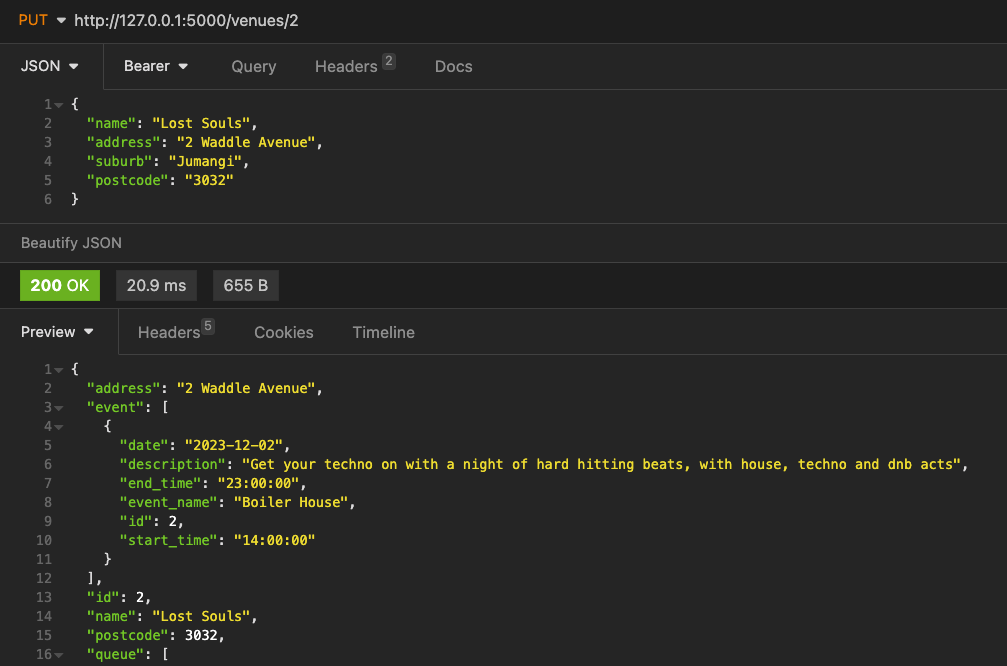 PUT http://127.0.0.1:5000/venues/2
JSON Bearer Query Headers 2 Docs
1 {
2 "name": "Lost Souls",
3 "address": "2 Waddle Avenue",
4 "suburb": "Jumangi",
5 "postcode": "3032"
6 }
Beautify JSON
200 OK 20.9 ms 655 B
Preview Headers 5 Cookies Timeline
1 {
2 "address": "2 Waddle Avenue",
3 "event": [
4 {
5 "date": "2023-12-02",
6 "description": "Get your techno on with a night of hard hitting beats, with house, techno and dnb acts",
7 "end_time": "23:00:00",
8 "event_name": "Boiler House",
9 "id": 2,
10 "start_time": "14:00:00"
11 }
12 ],
13 "id": 2,
14 "name": "Lost Souls",
15 "postcode": 3032,
16 "queue": [